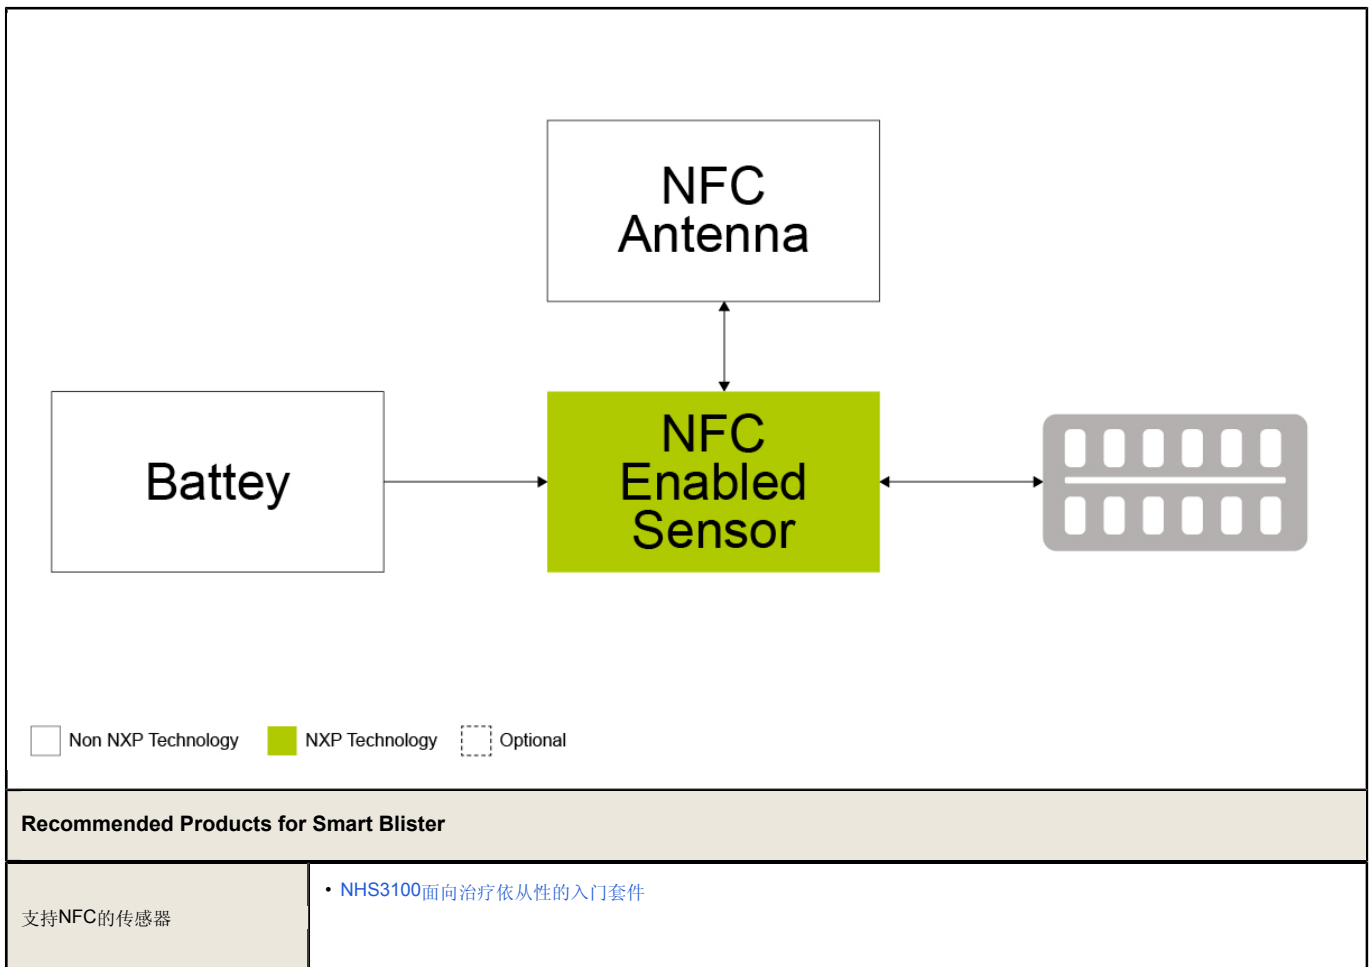 NFC
Antenna
Battey
NFC
Enabled
Sensor
Non NXP Technology
NXP Technology
Optional
Recommended Products for Smart Blister
支持NFC的传感器
• NHS3100面向治疗依从性的入门套件